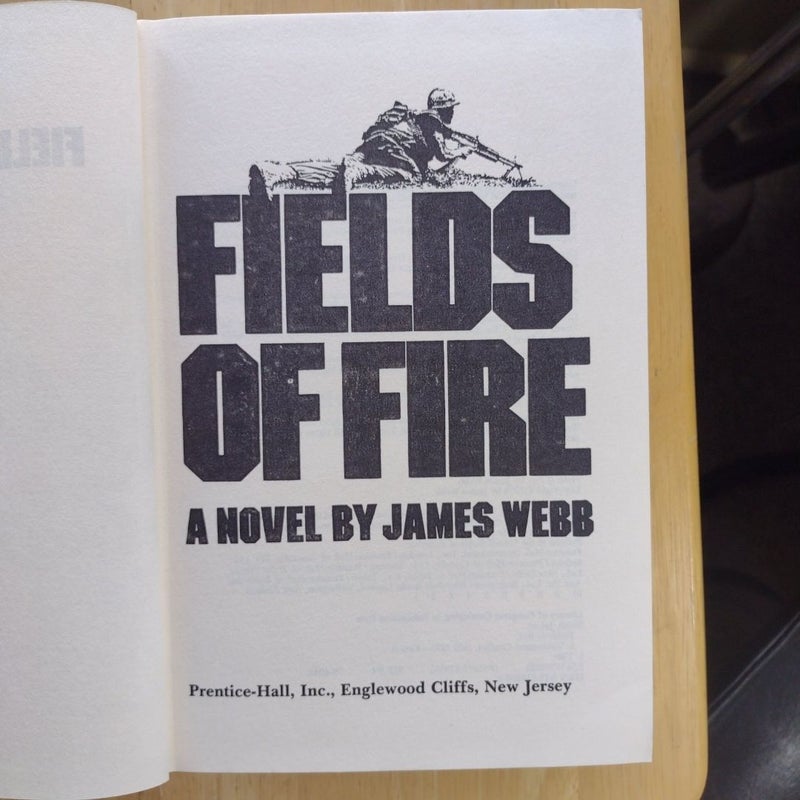 FIELDS
OF FIRE
A NOVEL BY JAMES WEBB
Prentice-Hall, Inc., Englewood Cliffs, New Jersey